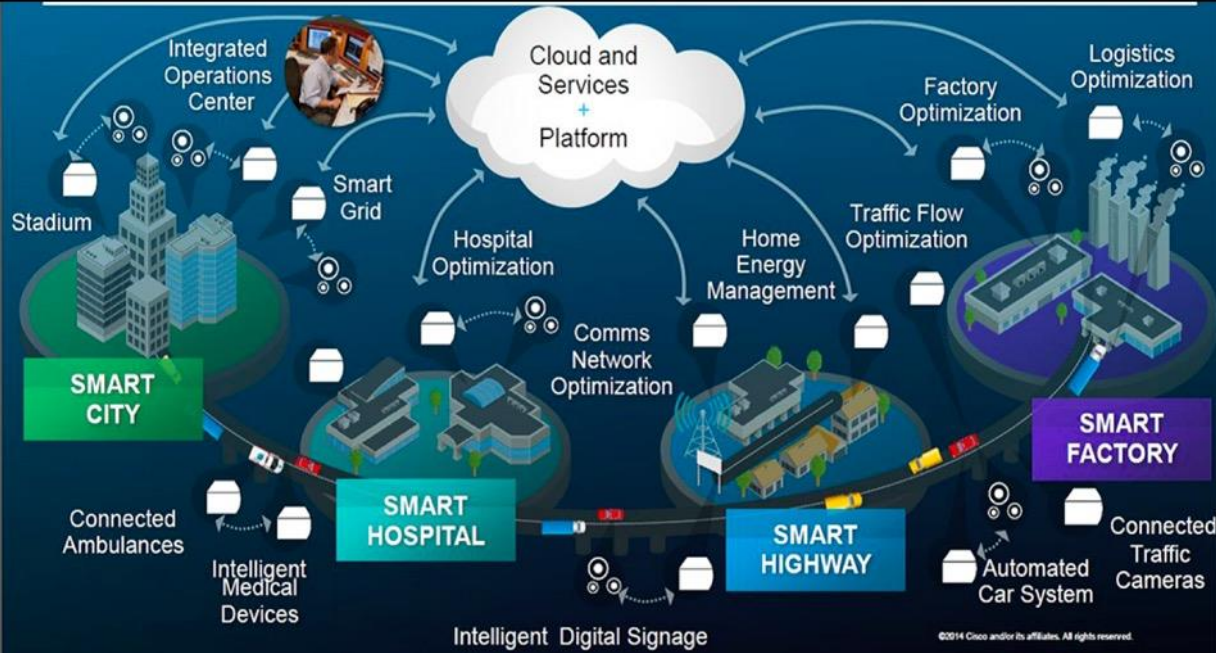 Integrated
Operations
Center
Cloud and
Services
+
Platform
Logistics
Optimization
Factory
Optimization
Stadium
Smart
Grid
Hospital
Optimization
Traffic Flow
Optimization
Home
Energy
Management
Comms
Network
Optimization
SMART
CITY
SMART
HOSPITAL
SMART
HIGHWAY
SMART
FACTORY
Connected
Ambulances
Intelligent
Medical
Devices
Intelligent Digital Signage
Automated
Car System
Connected
Traffic
Cameras
©2014 Cisco and/or its affiliates. All rights reserved.